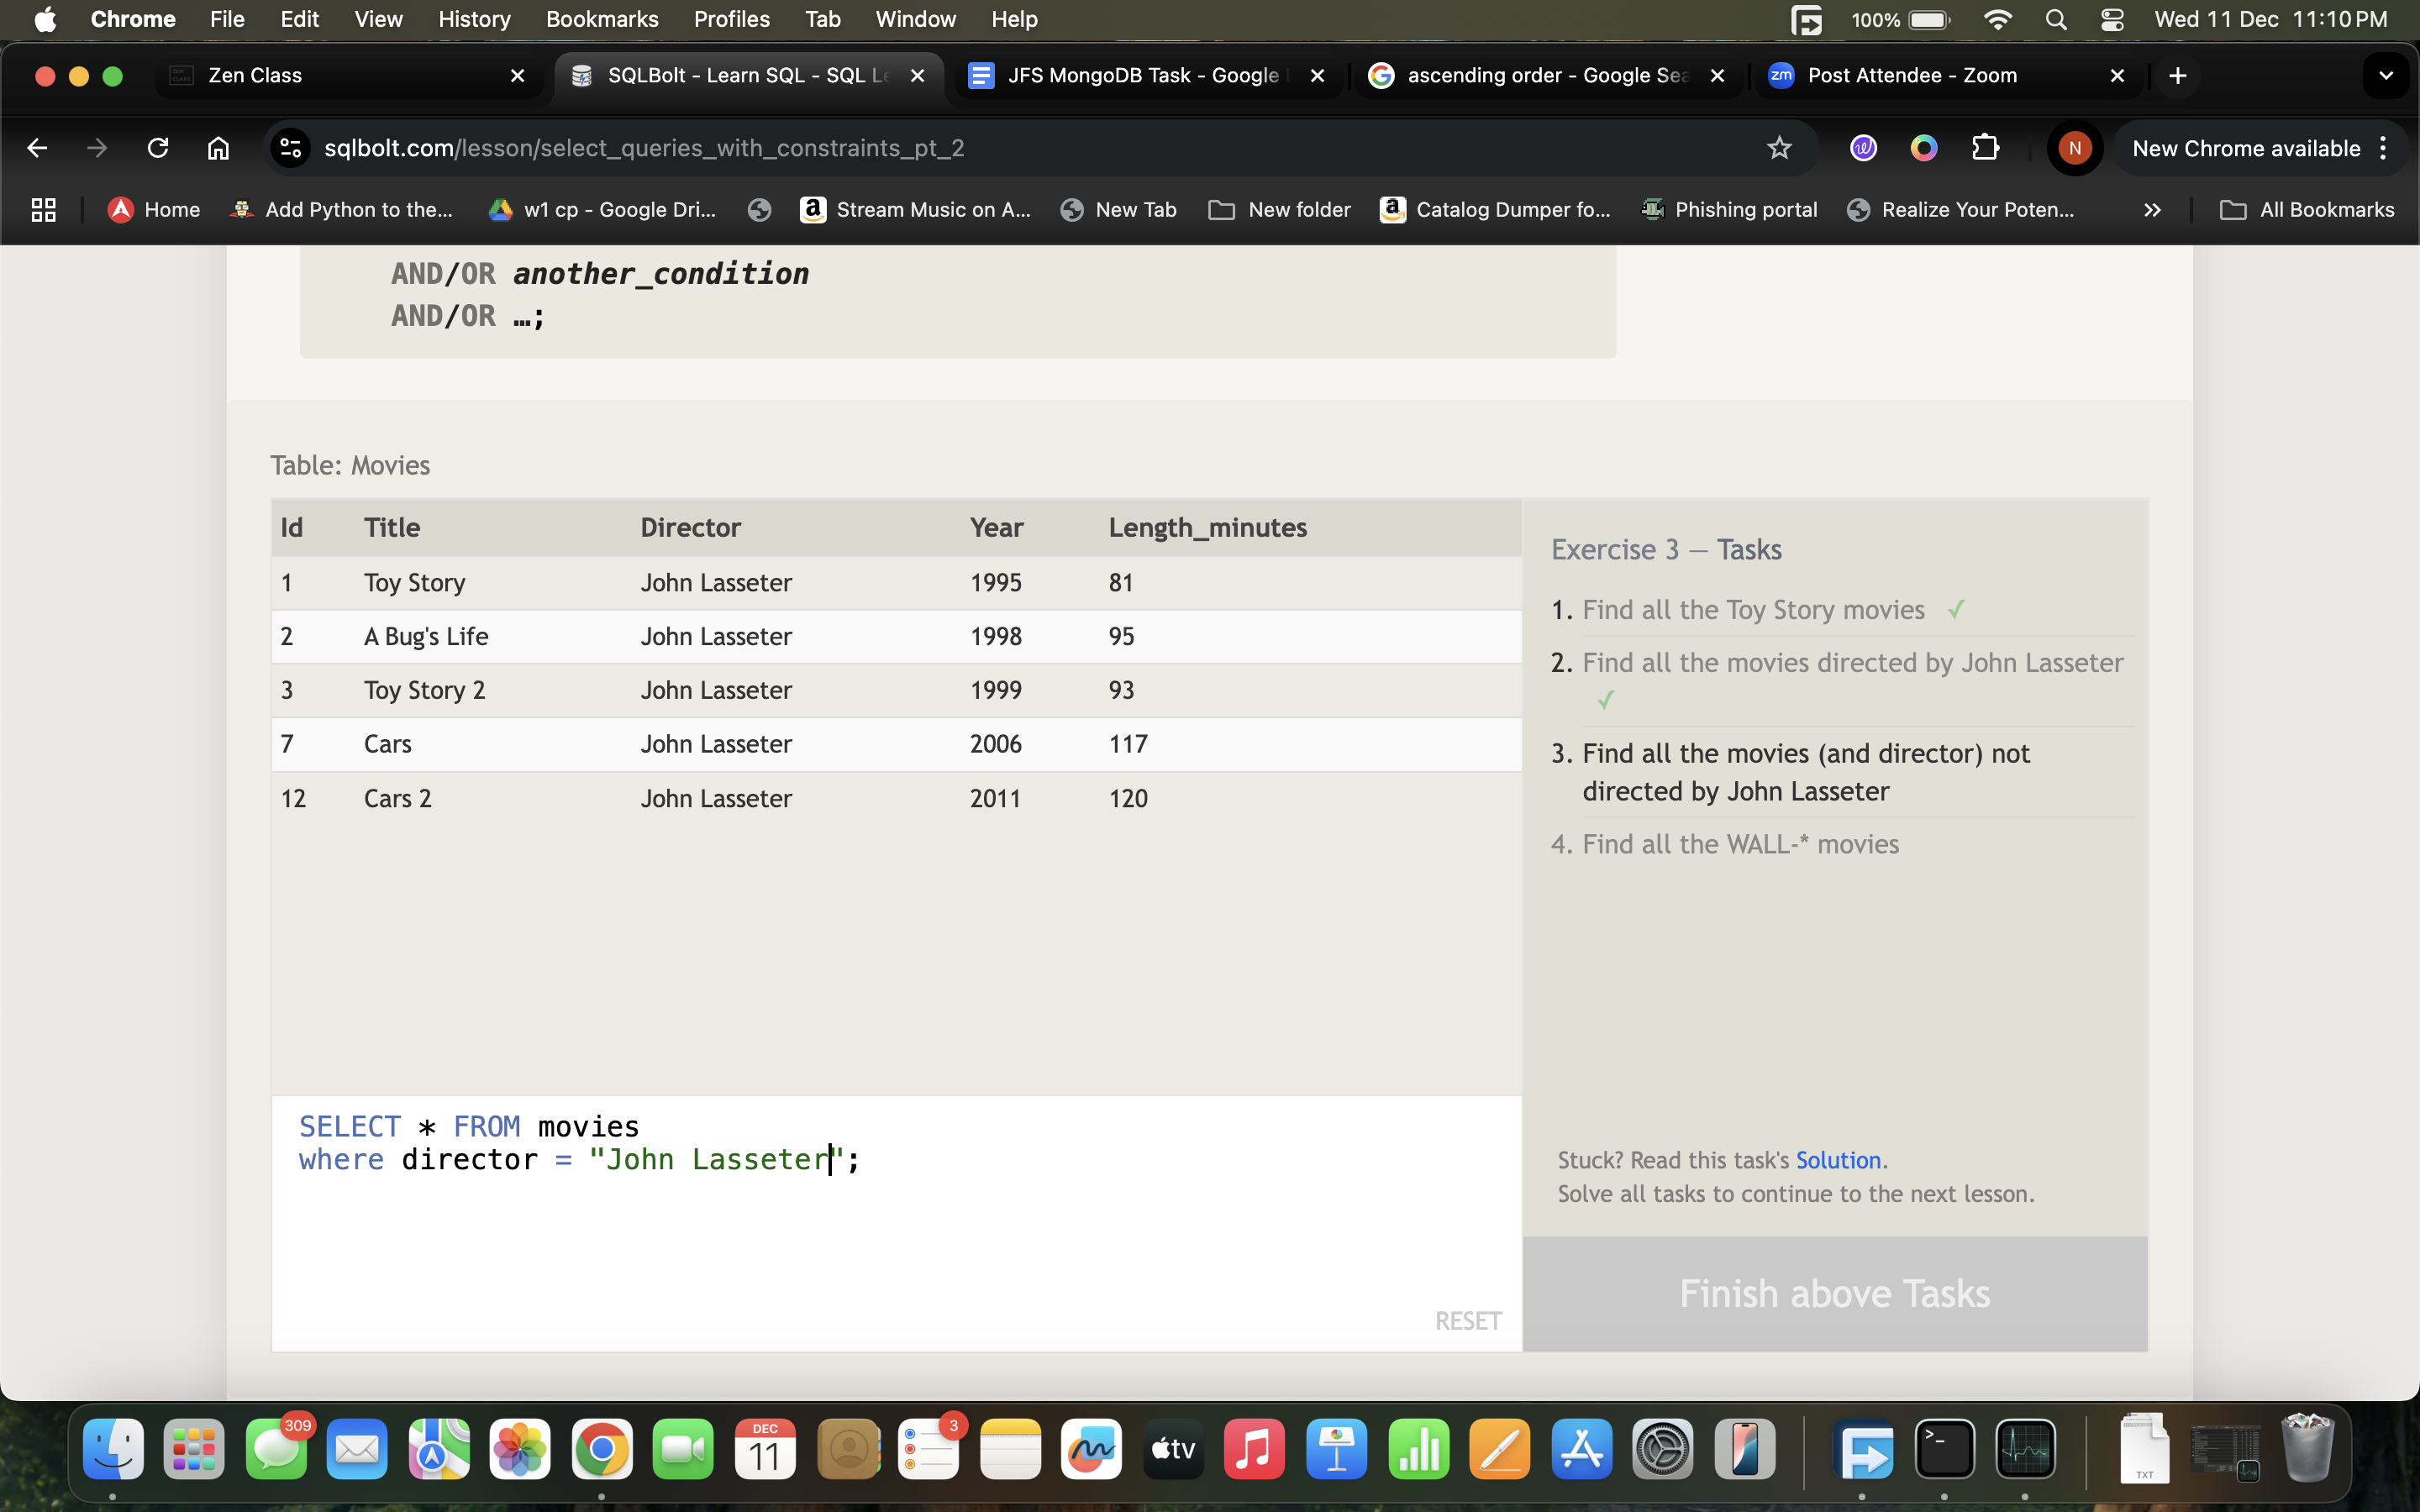 Chrome File Edit View History Bookmarks Profiles Tab Window Help 100% Wed 11 Dec 11:10 PM
Zen Class SQLBolt - Learn SQL - SQL Le JFS MongoDB Task - Google ascending order - Google Sea zm Post Attendee - Zoom
sqlbolt.com/lesson/select_queries_with_constraints_pt_2 N New Chrome available
Home Add Python to the... w1 cp - Google Dri... Stream Music on A... New Tab New folder Catalog Dumper fo... Phishing portal Realize Your Poten... All Bookmarks
AND/OR another_condition
AND/OR …;
Table: Movies
Id Title Director Year Length_minutes
1 Toy Story John Lasseter 1995 81
2 A Bug's Life John Lasseter 1998 95
3 Toy Story 2 John Lasseter 1999 93
7 Cars John Lasseter 2006 117
12 Cars 2 John Lasseter 2011 120
Exercise 3 — Tasks
1. Find all the Toy Story movies ✓
2. Find all the movies directed by John Lasseter
✓
3. Find all the movies (and director) not
directed by John Lasseter
4. Find all the WALL-* movies
SELECT * FROM movies
where director = "John Lasseter";
RESET
Stuck? Read this task's Solution.
Solve all tasks to continue to the next lesson.
Finish above Tasks
309 DEC 11 3 tv >_ TXT